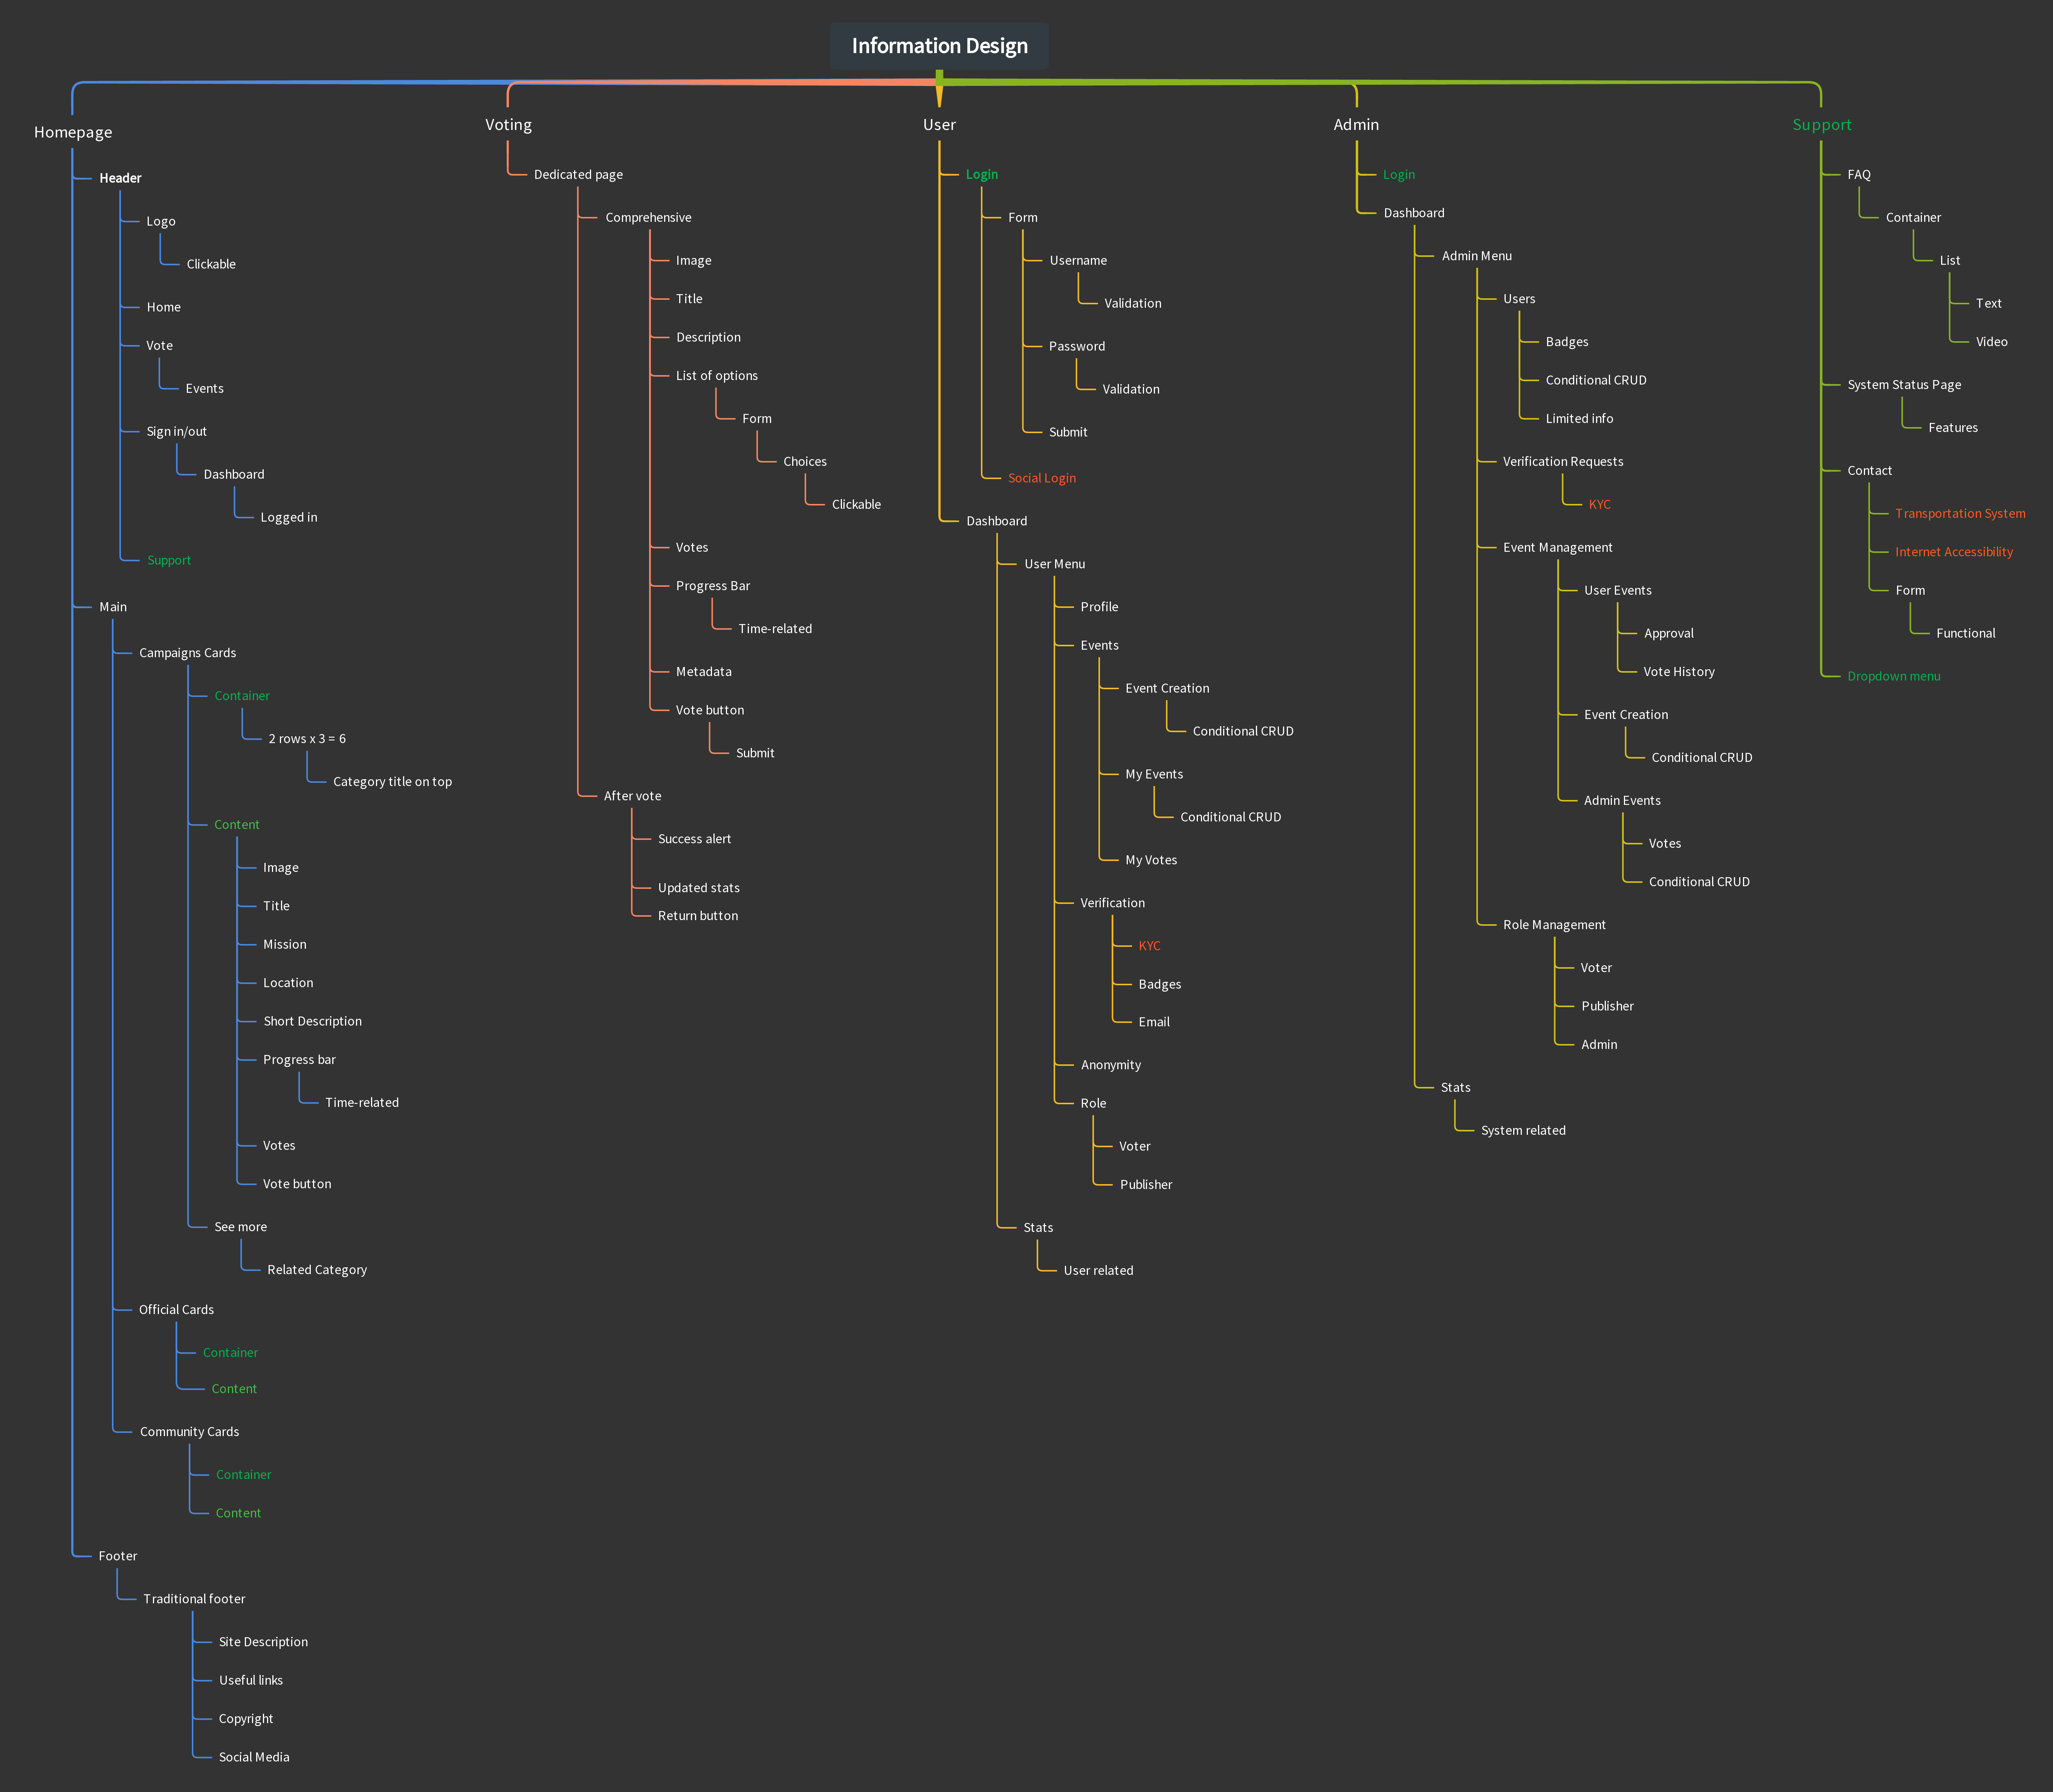 Information Design
Homepage
Header
Logo
Clickable
Home
Vote
Events
Sign in/out
Dashboard
Logged in
Support
Main
Campaigns Cards
Container
2 rows x 3 = 6
Category title on top
Content
Image
Title
Mission
Location
Short Description
Progress bar
Time-related
Votes
Vote button
See more
Related Category
Official Cards
Container
Content
Community Cards
Container
Content
Footer
Traditional footer
Site Description
Useful links
Copyright
Social Media
Voting
Dedicated page
Comprehensive
Image
Title
Description
List of options
Form
Choices
Clickable
Votes
Progress Bar
Time-related
Metadata
Vote button
Submit
After vote
Success alert
Updated stats
Return button
User
Login
Form
Username
Validation
Password
Validation
Submit
Social Login
Dashboard
User Menu
Profile
Events
Event Creation
Conditional CRUD
My Events
Conditional CRUD
My Votes
Verification
KYC
Badges
Email
Anonymity
Role
Voter
Publisher
Stats
User related
Admin
Login
Dashboard
Admin Menu
Users
Badges
Conditional CRUD
Limited info
Verification Requests
KYC
Event Management
User Events
Approval
Vote History
Event Creation
Conditional CRUD
Admin Events
Votes
Conditional CRUD
Role Management
Voter
Publisher
Admin
Stats
System related
Support
FAQ
Container
List
Text
Video
System Status Page
Features
Contact
Transportation System
Internet Accessibility
Form
Functional
Dropdown menu